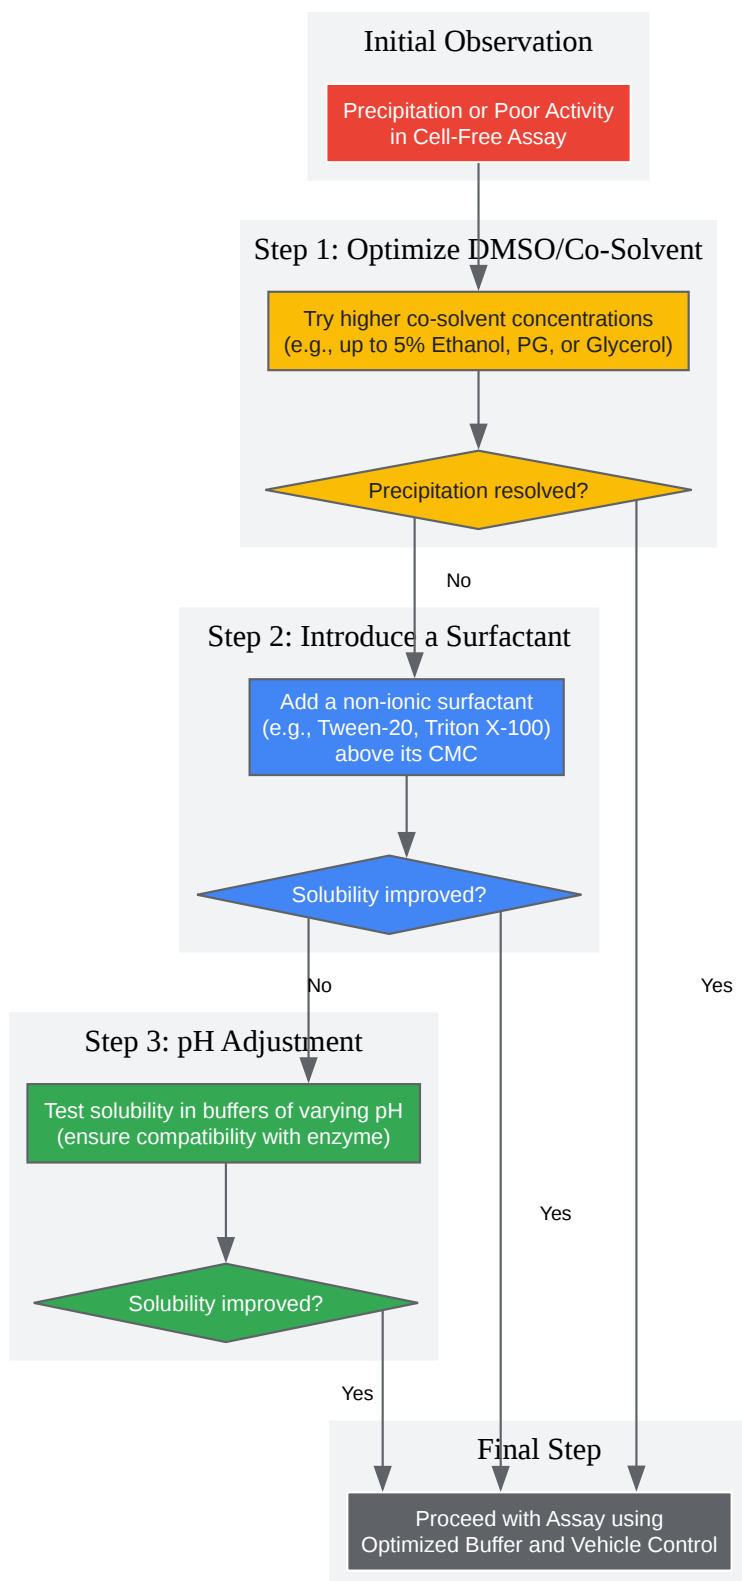 Initial Observation
Precipitation or Poor Activity
in Cell-Free Assay
Step 1: Optimize DMSO/Co-Solvent
Try higher co-solvent concentrations
(e.g., up to 5% Ethanol, PG, or Glycerol)
Precipitation resolved?
No
Step 2: Introduce a Surfactant
Add a non-ionic surfactant
(e.g., Tween-20, Triton X-100)
above its CMC
Solubility improved?
No
Yes
Step 3: pH Adjustment
Test solubility in buffers of varying pH
(ensure compatibility with enzyme)
Yes
Solubility improved?
Yes
Final Step
Proceed with Assay using
Optimized Buffer and Vehicle Control